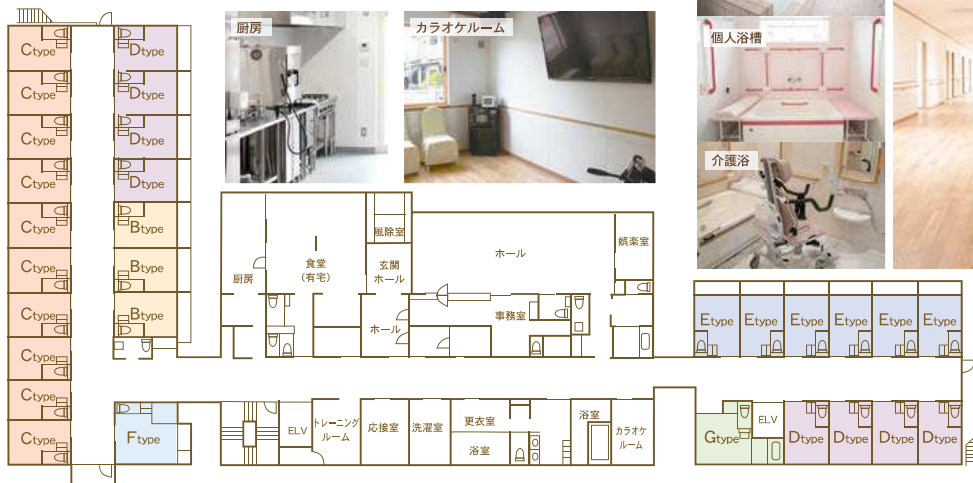 厨房
カラオケルーム
個人浴槽
介護浴
Ctype
Ctype
Ctype
Ctype
Ctype
Ctype
Ctype
Ctype
Ctype
Ctype
Dtype
Dtype
Dtype
Dtype
Btype
Btype
Btype
Ftype
厨房
食堂
(有宅)
風除室
玄関
ホール
ホール
ホール
事務室
娯楽室
ELV
トレーニング
ルーム
応接室
洗濯室
更衣室
浴室
浴室
カラオケ
ルーム
Etype
Etype
Etype
Etype
Etype
Etype
Gtype
ELV
Dtype
Dtype
Dtype
Dtype